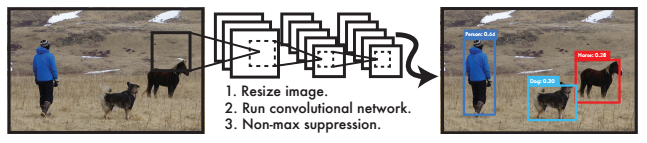 1. Resize image.
2. Run convolutional network.
3. Non-max suppression.
Person: 0.64
Horse: 0.28
Dog: 0.30